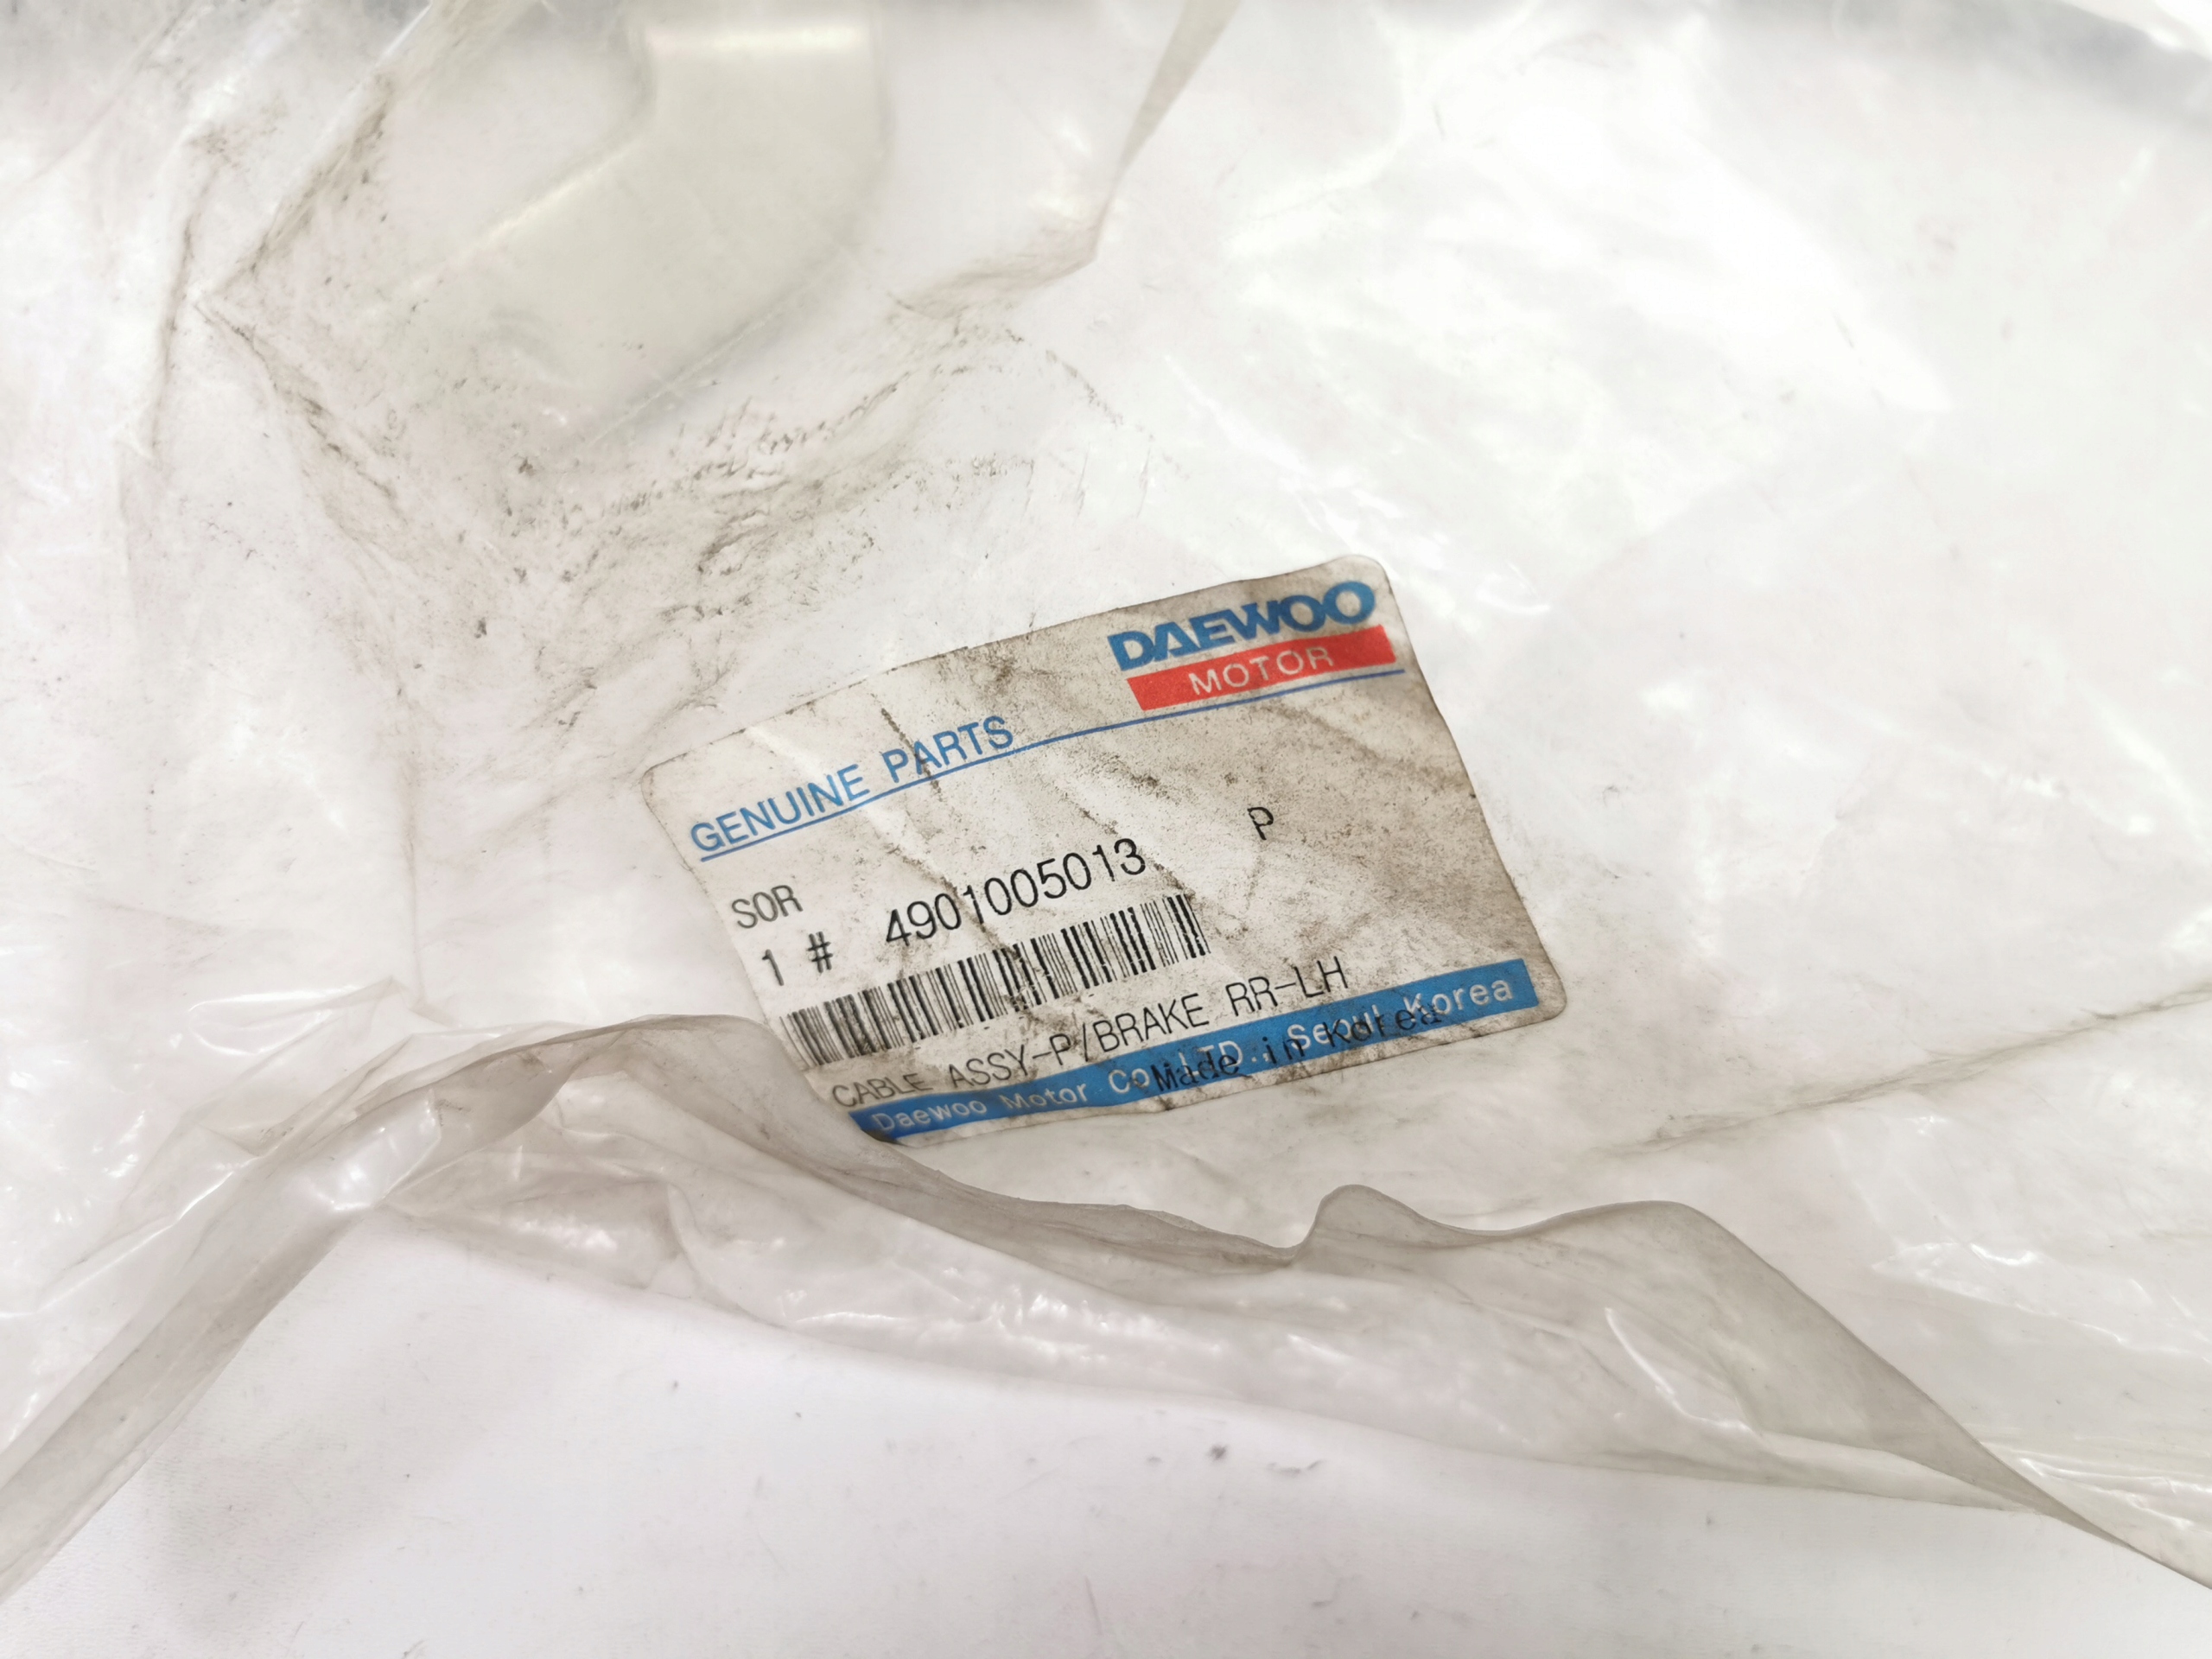 DAEWOO
MOTOR
GENUINE PARTS
SOR
P
1 # 4901005013
CABLE ASSY-P/BRAKE RR-LH
Daewoo Motor Co.,LTD., Seoul Korea
Made in Korea